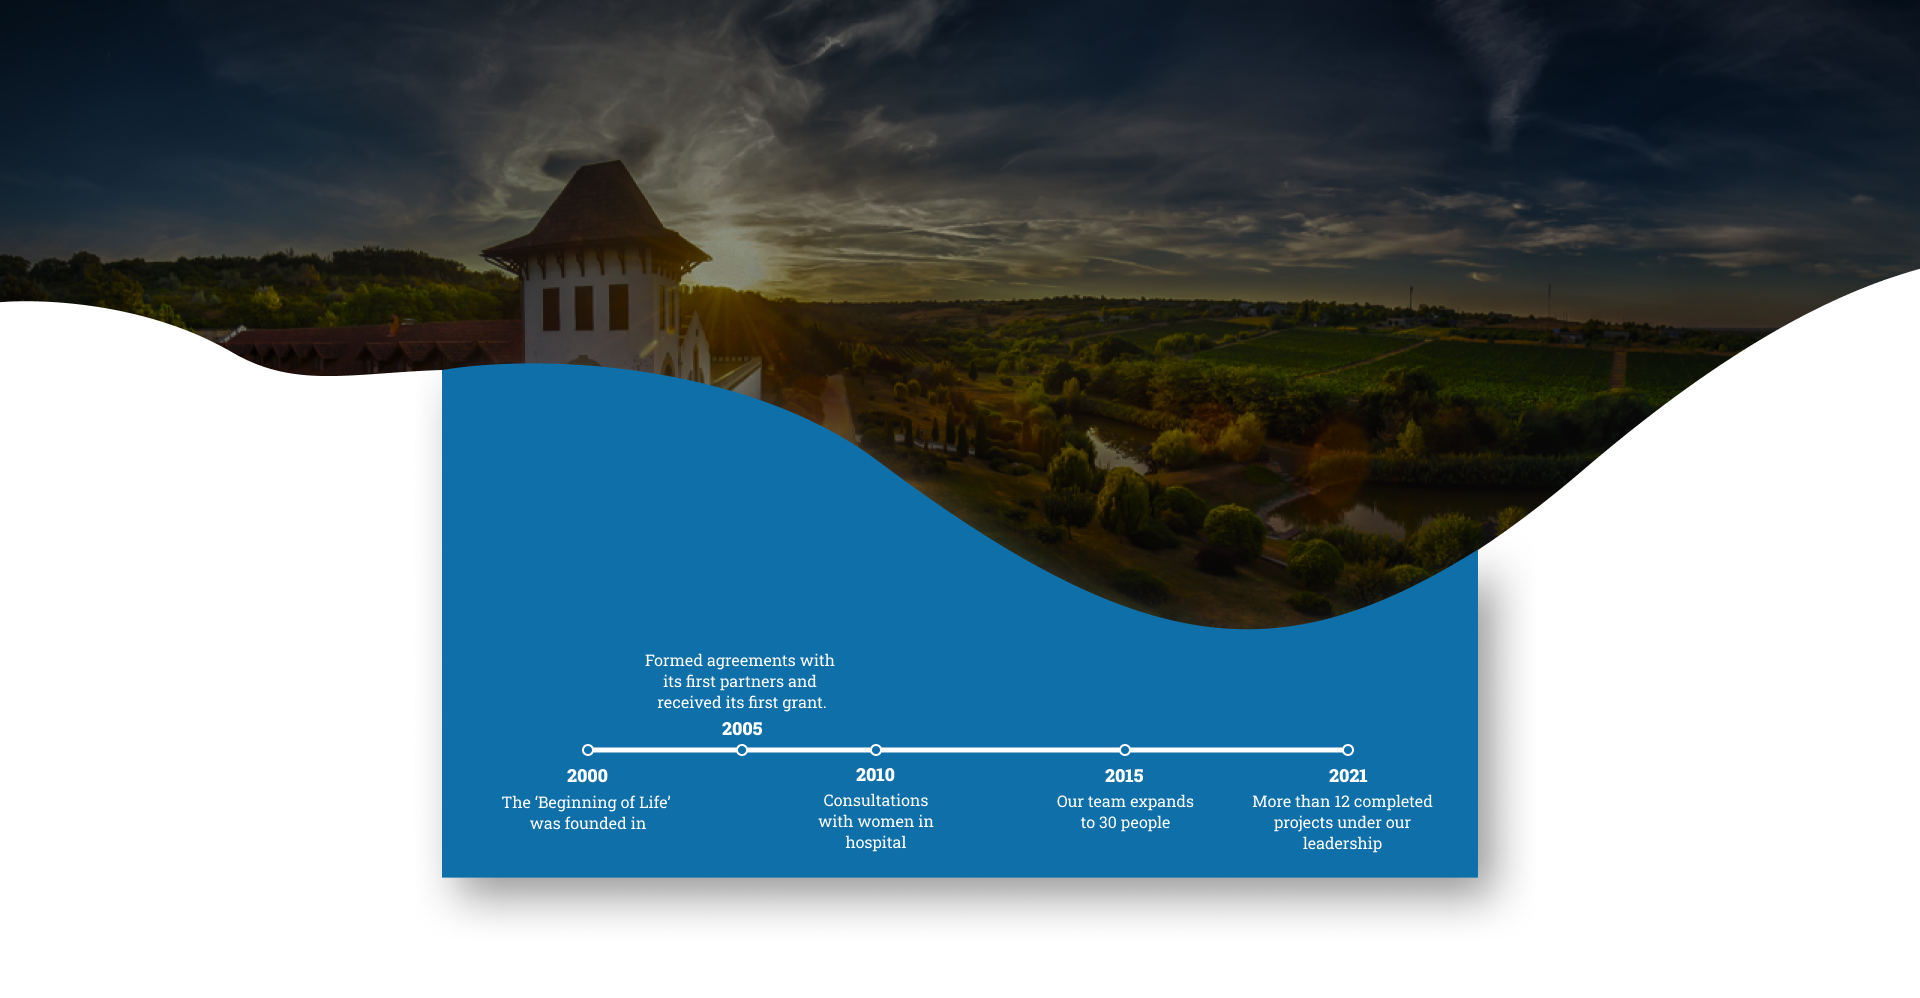 Formed agreements with
its first partners and
received its first grant.
2005
2000
The ‘Beginning of Life’
was founded in
2010
Consultations
with women in
hospital
2015
Our team expands
to 30 people
2021
More than 12 completed
projects under our
leadership